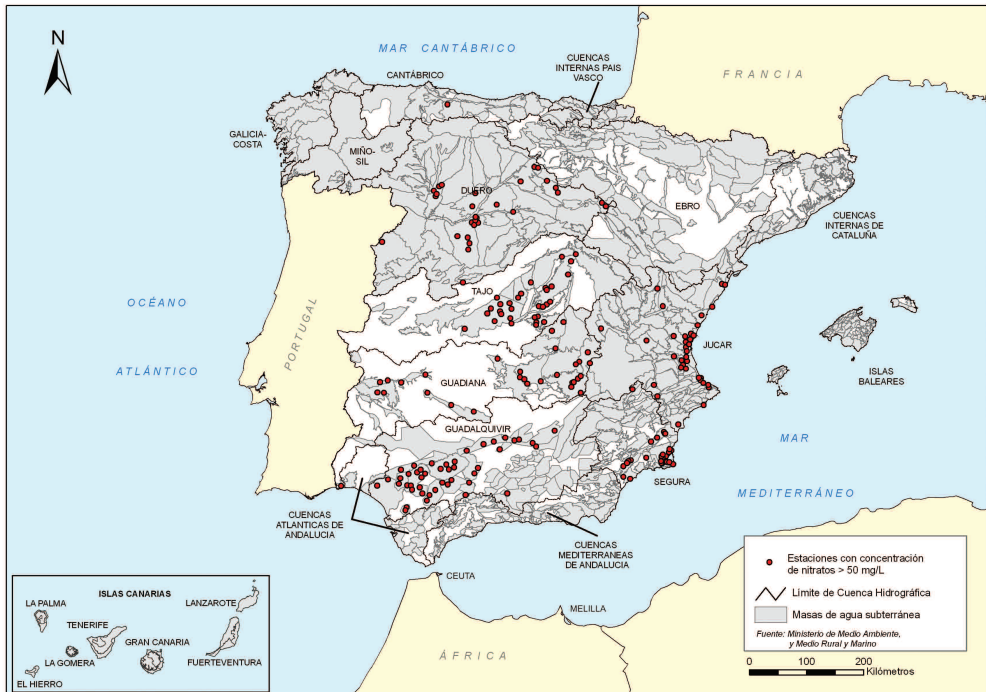 N
MAR CANTÁBRICO
CUENCAS
INTERNAS PAIS
VASCO
FRANCIA
CANTÁBRICO
GALICIA-
COSTA
MIÑO-
SIL
DUERO
EBRO
CUENCAS
INTERNAS DE
CATALUÑA
OCÉANO
ATLÁNTICO
PORTUGAL
TAJO
JUCAR
ISLAS
BALEARES
GUADIANA
GUADALQUIVIR
MAR
MEDITERRÁNEO
SEGURA
CUENCAS
ATLANTICAS DE
ANDALUCIA
CUENCAS
MEDITERRANEAS
DE ANDALUCIA
CEUTA
MELILLA
ÁFRICA
ISLAS CANARIAS
LA PALMA
LANZAROTE
TENERIFE
GRAN CANARIA
LA GOMERA
FUERTEVENTURA
EL HIERRO
Estaciones con concentración
de nitratos > 50 mg/L
Limite de Cuenca Hidrográfica
Masas de agua subterránea
Fuente: Ministerio de Medio Ambiente,
y Medio Rural y Marino
0 50 100 200
Kilómetros